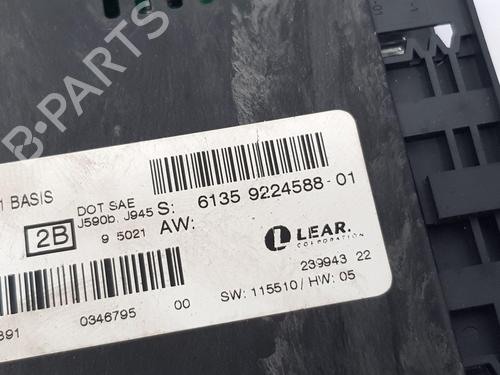 B-PARTS
1 BASIS
2B
DOT SAE
J590b, J945
9 5021
S: 6135 9224588-01
AW:
LEAR
CORPORATION
239943 22
SW: 115510 / HW: 05
891 0346795 00